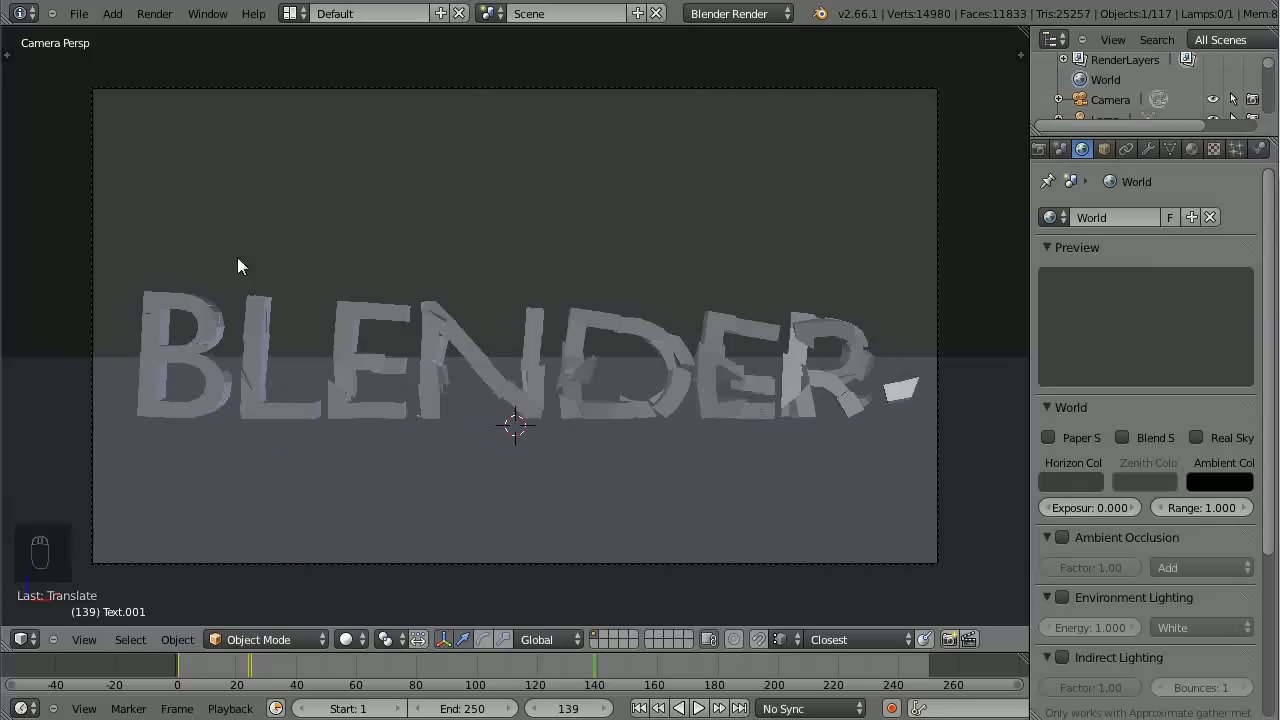 File Add Render Window Help Default Scene Blender Render v2.66.1 | Verts:14980 | Faces:11833 | Tris:25257 | Objects:1/117 | Lamps:0/1 | Mem:8
Camera Persp
View Search All Scenes
RenderLayers
World
Camera
World
World F
Preview
BLENDER
World
Paper S Blend S Real Sky
Horizon Col Zenith Colo Ambient Col
Exposur: 0.000 Range: 1.000
Ambient Occlusion
Factor: 1.00 Add
Environment Lighting
Energy: 1.000 White
Indirect Lighting
Factor: 1.00 Bounces: 1
Only works with Approximate gather met
Last: Translate
(139) Text.001
View Select Object Object Mode Global Closest
-40 -20 0 20 40 60 80 100 120 140 160 180 200 220 240 260
View Marker Frame Playback Start: 1 End: 250 139 No Sync